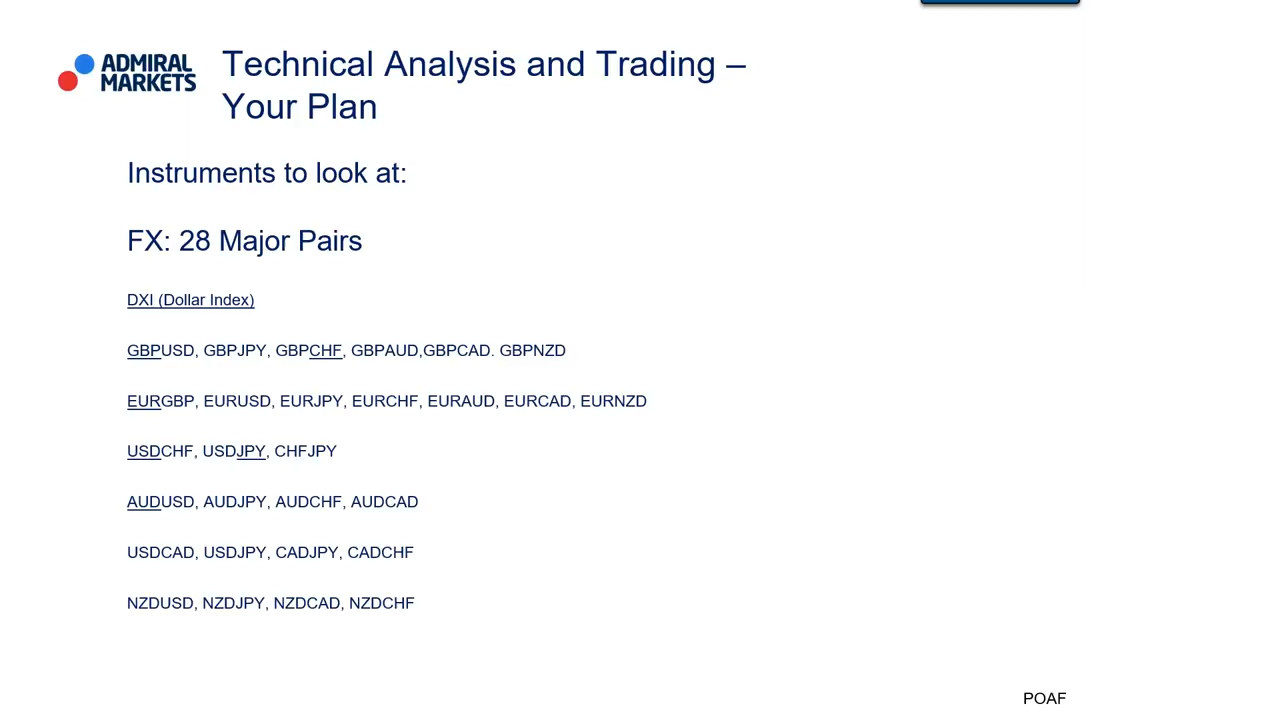 ADMIRAL
MARKETS
Technical Analysis and Trading –
Your Plan
Instruments to look at:
FX: 28 Major Pairs
DXI (Dollar Index)
GBPUSD, GBPJPY, GBPCHF, GBPAUD,GBPCAD. GBPNZD
EURGBP, EURUSD, EURJPY, EURCHF, EURAUD, EURCAD, EURNZD
USDCHF, USDJPY, CHFJPY
AUDUSD, AUDJPY, AUDCHF, AUDCAD
USDCAD, USDJPY, CADJPY, CADCHF
NZDUSD, NZDJPY, NZDCAD, NZDCHF
POAF